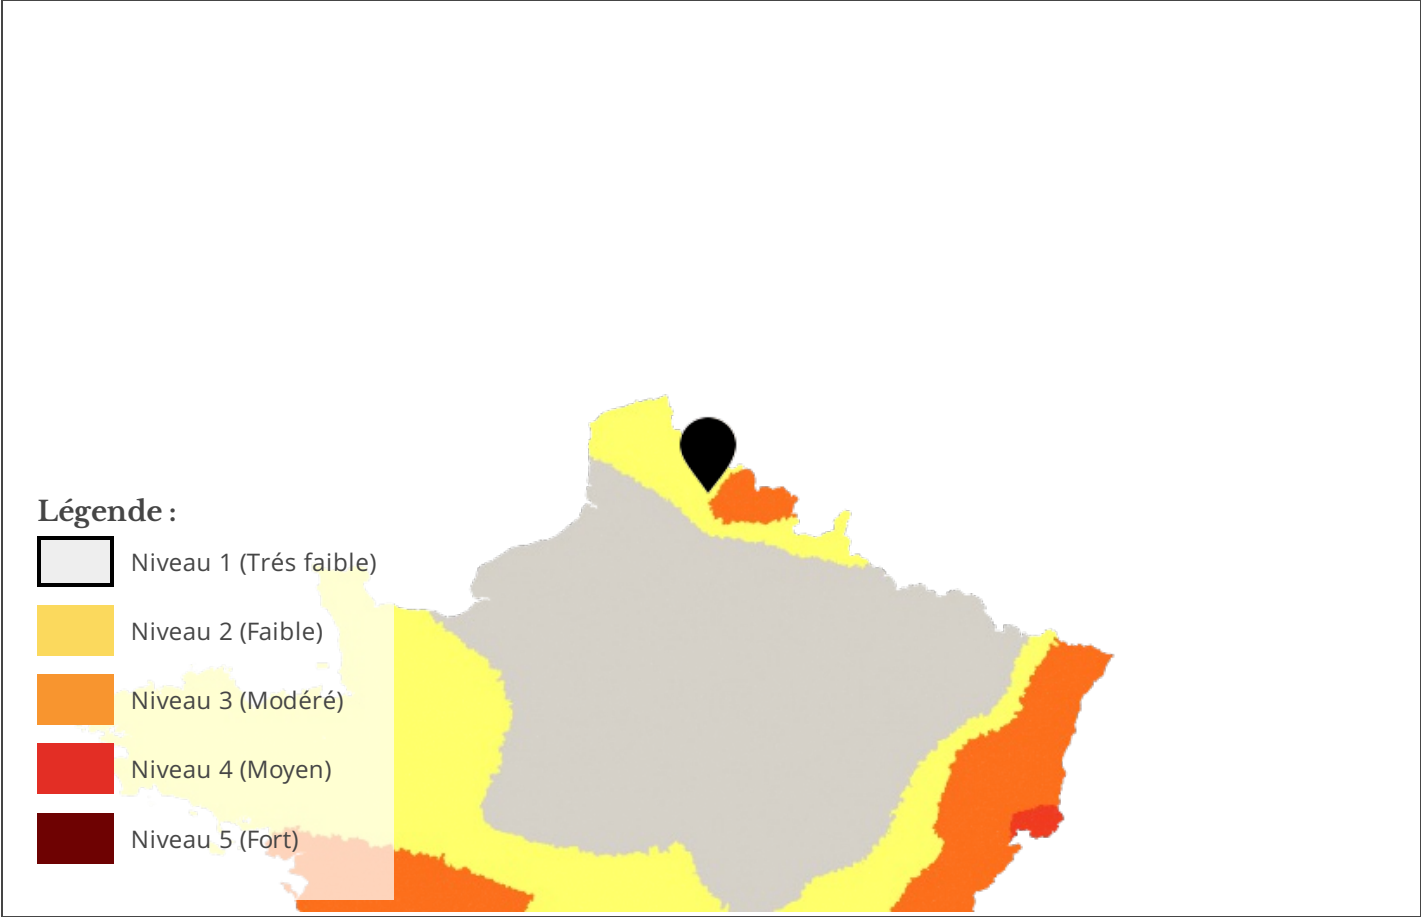 Légende :
Niveau 1 (Trés faible)
Niveau 2 (Faible)
Niveau 3 (Modéré)
Niveau 4 (Moyen)
Niveau 5 (Fort)